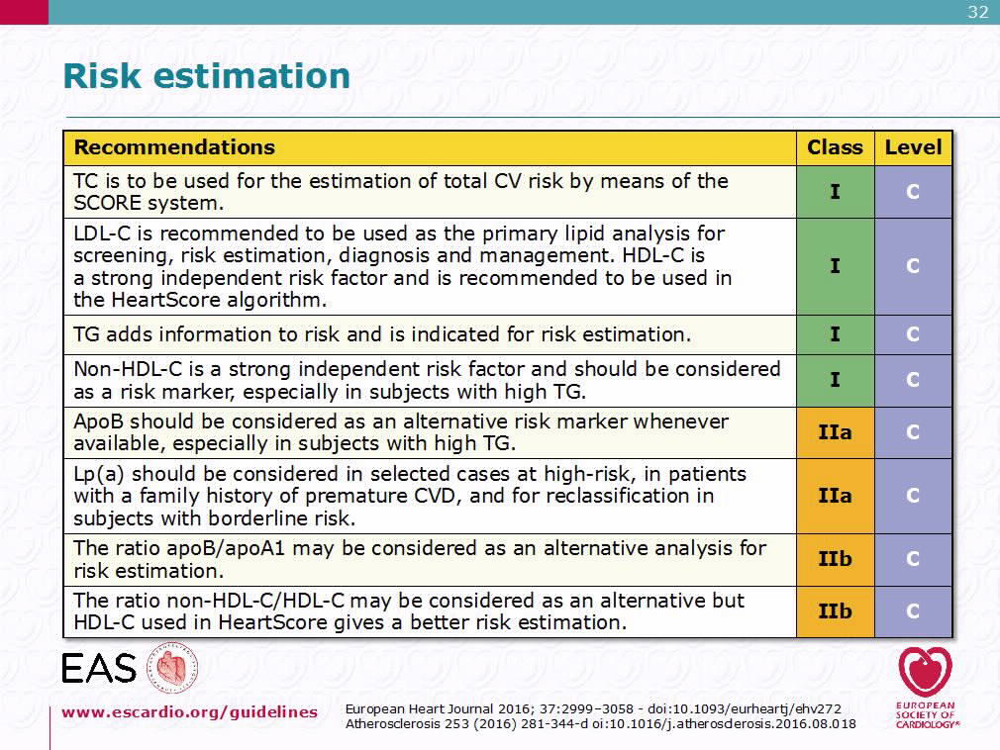 32
Risk estimation
Recommendations Class Level
TC is to be used for the estimation of total CV risk by means of the
SCORE system.
I C
LDL-C is recommended to be used as the primary lipid analysis for
screening, risk estimation, diagnosis and management. HDL-C is
a strong independent risk factor and is recommended to be used in
the HeartScore algorithm.
I C
TG adds information to risk and is indicated for risk estimation. I C
Non-HDL-C is a strong independent risk factor and should be considered
as a risk marker, especially in subjects with high TG.
I C
ApoB should be considered as an alternative risk marker whenever
available, especially in subjects with high TG.
IIa C
Lp(a) should be considered in selected cases at high-risk, in patients
with a family history of premature CVD, and for reclassification in
subjects with borderline risk.
IIa C
The ratio apoB/apoA1 may be considered as an alternative analysis for
risk estimation.
IIb C
The ratio non-HDL-C/HDL-C may be considered as an alternative but
HDL-C used in HeartScore gives a better risk estimation.
IIb C
EAS
www.escardio.org/guidelines
European Heart Journal 2016; 37:2999–3058 - doi:10.1093/eurheartj/ehv272
Atherosclerosis 253 (2016) 281-344-d oi:10.1016/j.atherosclerosis.2016.08.018
EUROPEAN
SOCIETY OF
CARDIOLOGY®